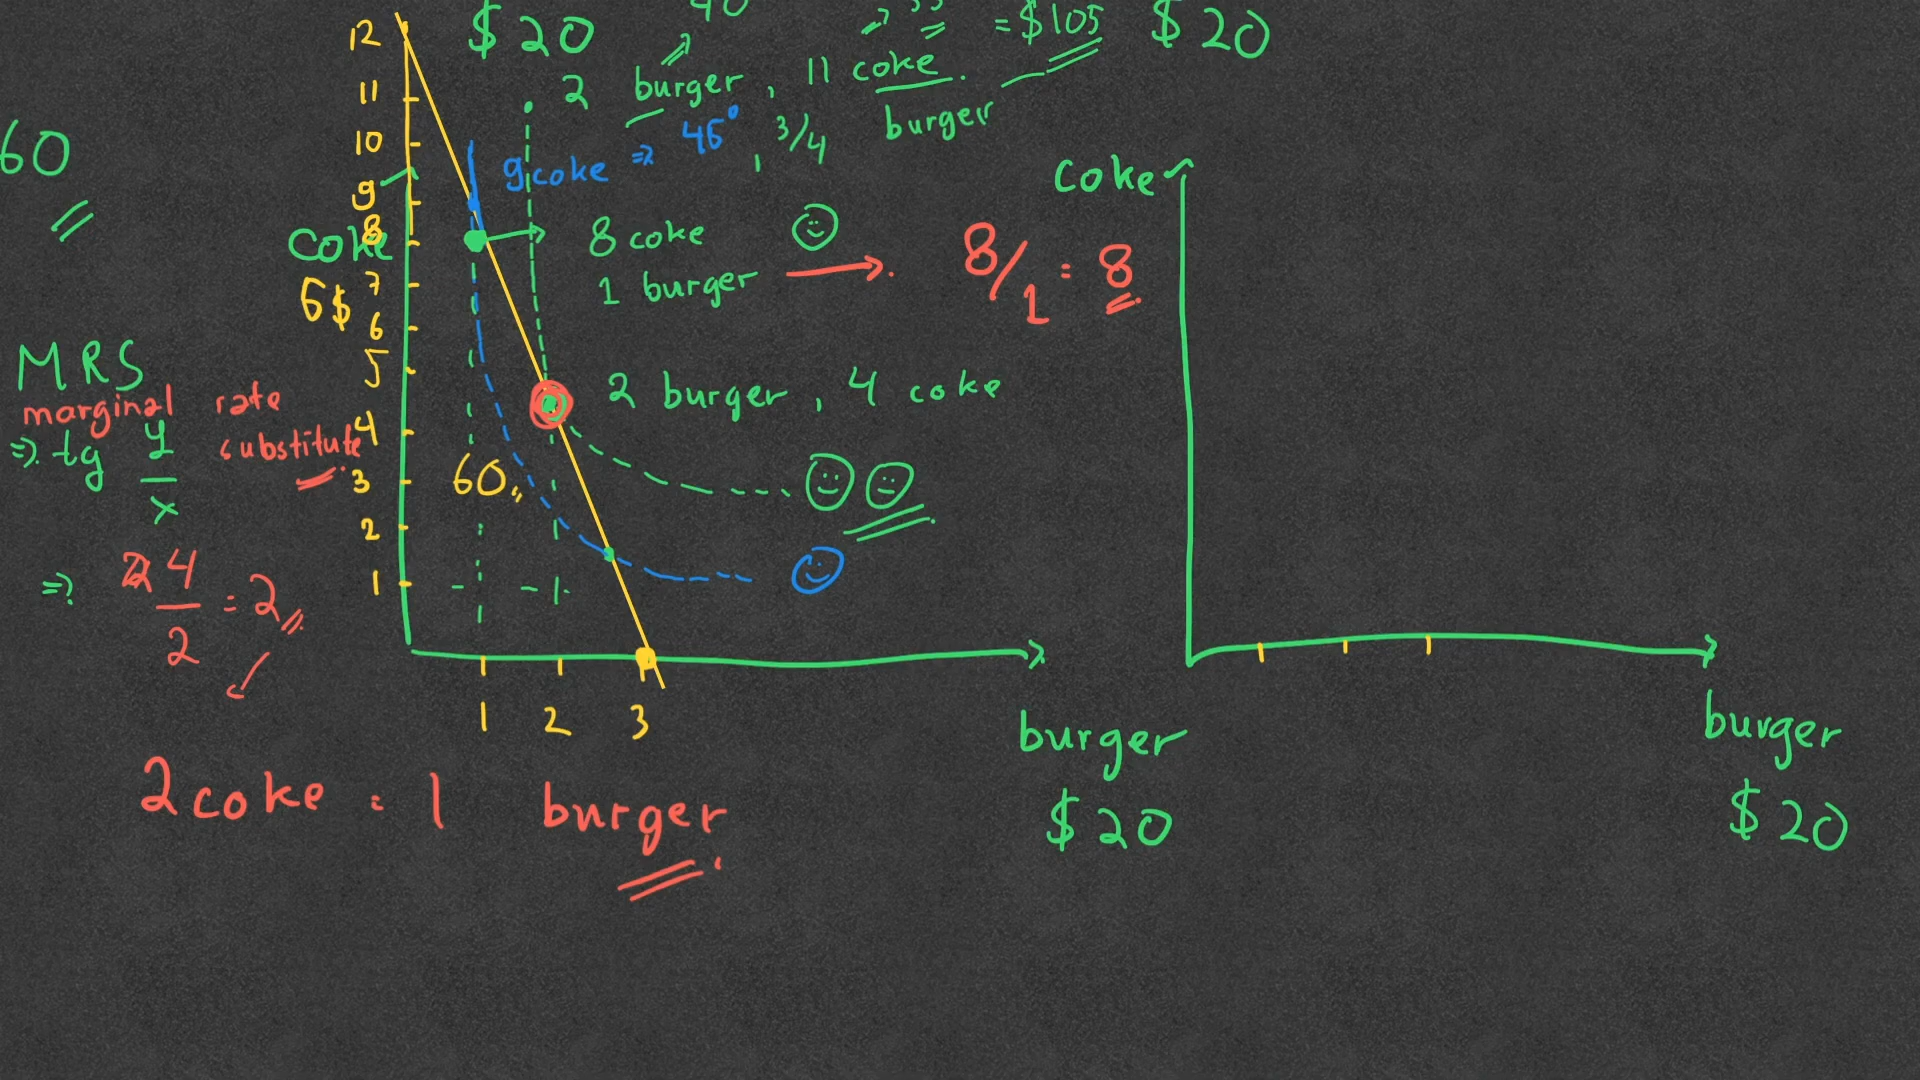 $ 20
= $105
$ 20
2 burger, 11 coke.
burger
9 coke ⇒ 45°, 3/4
60
12
11
10
9
8
7
6
5
4
3
2
1
coke
8 coke
1 burger
8/1 = 8
2 burger, 4 coke
60
MRS
marginal rate
substitute
⇒ tg y
x
⇒ 4
2
= 2
1 2 3
burger
$ 20
2 coke = 1 burger
coke
burger
$ 20